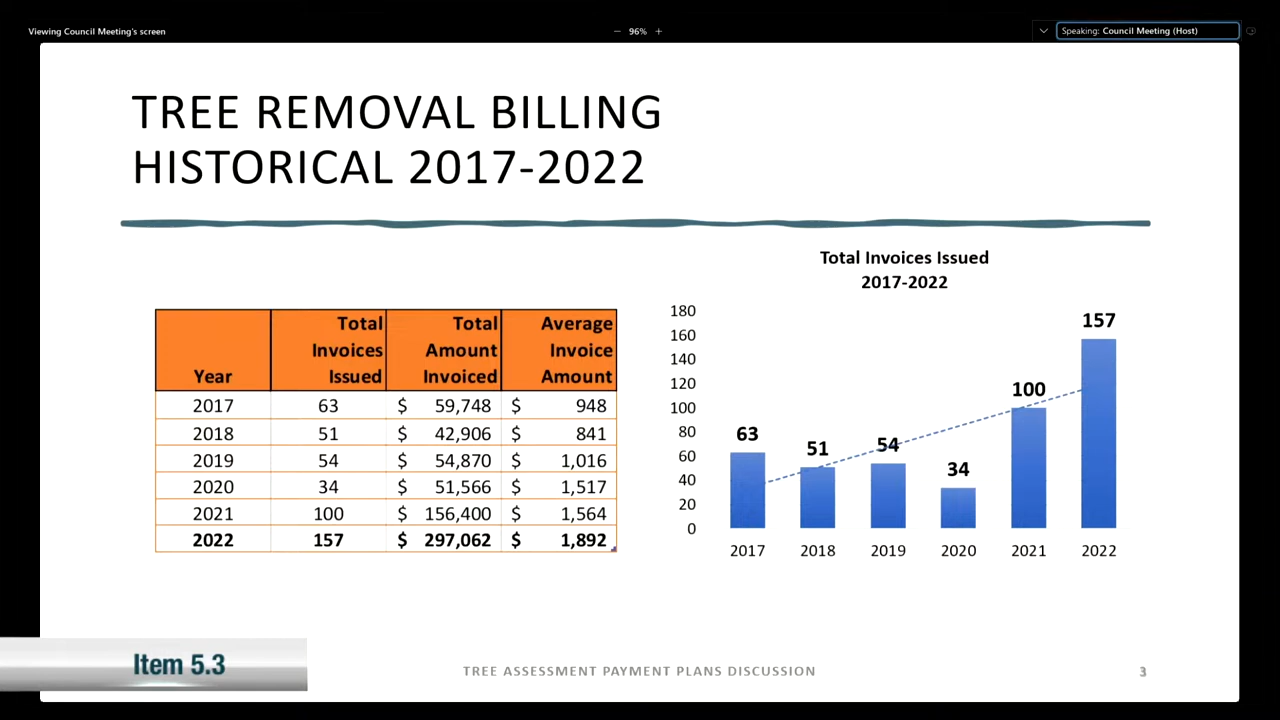 Viewing Council Meeting's screen
− 96% +
Speaking: Council Meeting (Host)
TREE REMOVAL BILLING
HISTORICAL 2017-2022
Year Total Invoices Issued Total Amount Invoiced Average Invoice Amount
2017 63 $ 59,748 $ 948
2018 51 $ 42,906 $ 841
2019 54 $ 54,870 $ 1,016
2020 34 $ 51,566 $ 1,517
2021 100 $ 156,400 $ 1,564
2022 157 $ 297,062 $ 1,892
Total Invoices Issued
2017-2022
180
160
140
120
100
80
60
40
20
0
63
51
54
34
100
157
2017 2018 2019 2020 2021 2022
Item 5.3
TREE ASSESSMENT PAYMENT PLANS DISCUSSION
3